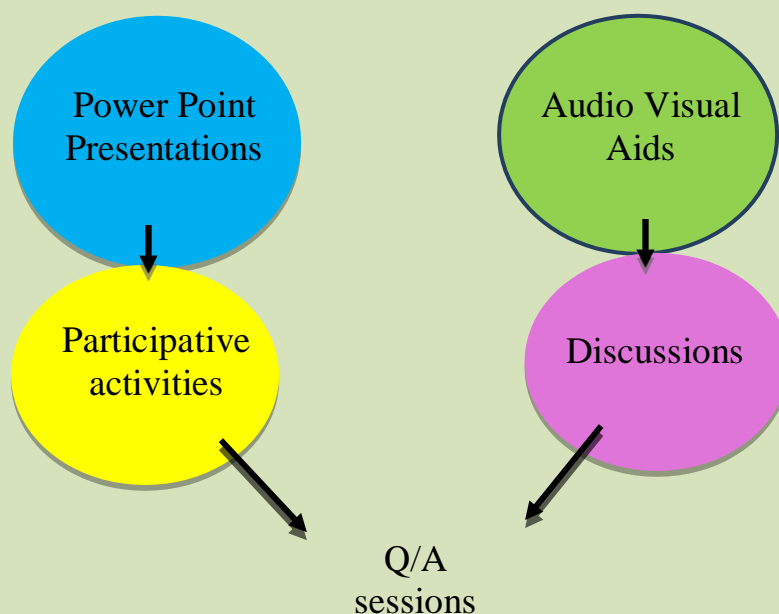 Power Point
Presentations
Audio Visual
Aids
Participative
activities
Discussions
Q/A
sessions